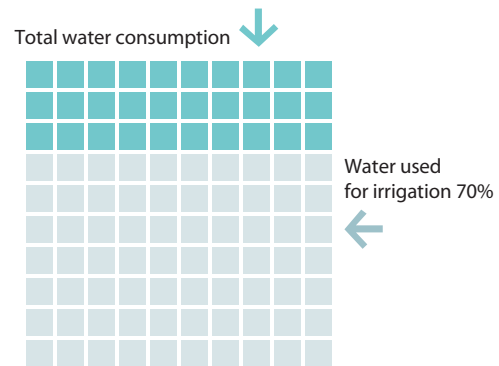 Total water consumption
Water used
for irrigation 70%